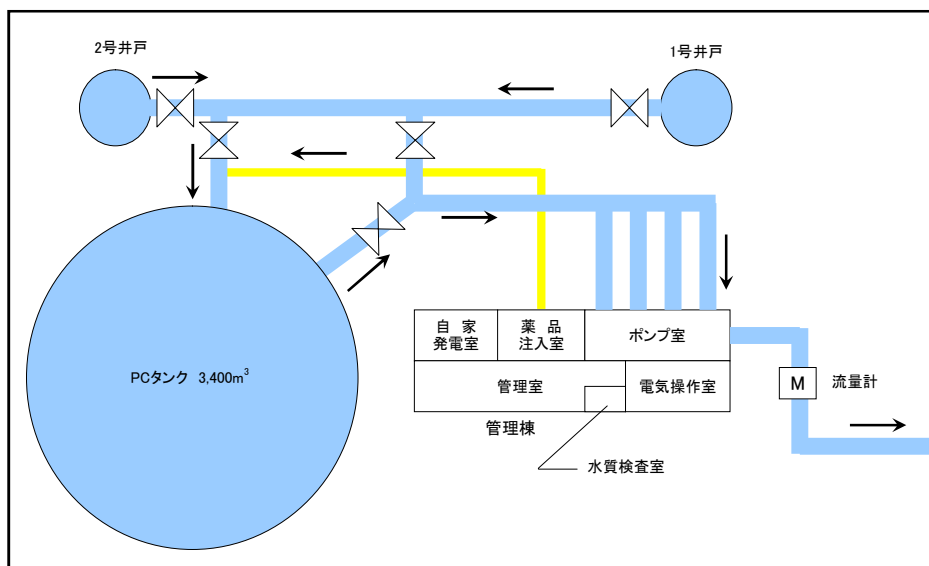 2号井戸
1号井戸
PCタンク 3,400m³
自 家
発電室
薬 品
注入室
ポンプ室
管理室
電気操作室
管理棟
水質検査室
M
流量計